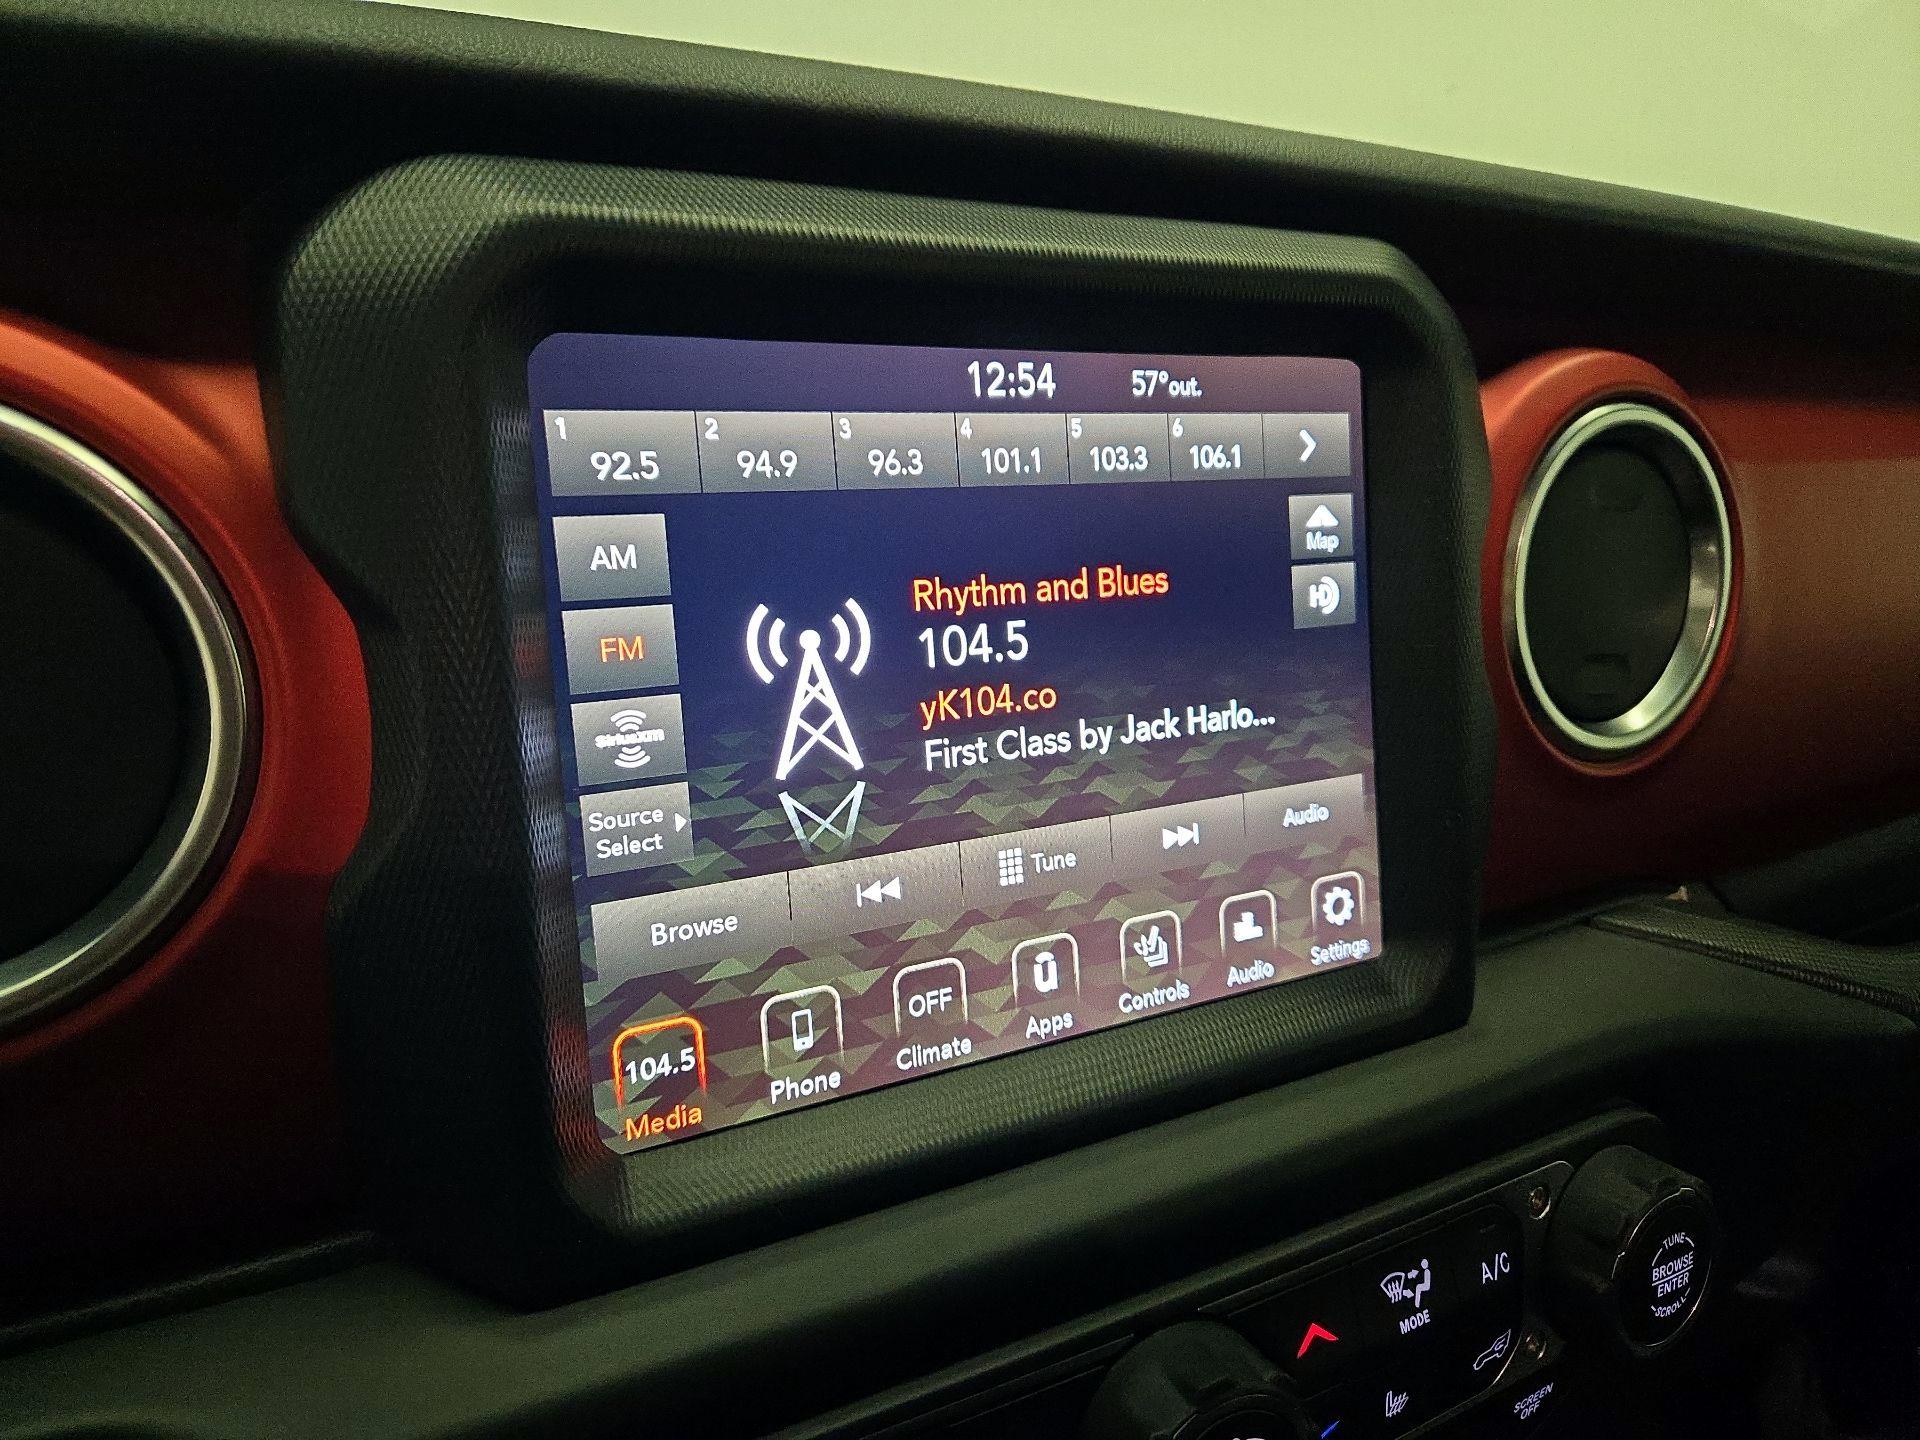 12:54 57°out.
1 92.5 2 94.9 3 96.3 4 101.1 5 103.3 6 106.1
AM
Map
HD
FM
Rhythm and Blues
104.5
yK104.co
First Class by Jack Harlo...
SiriusXM
Source
Select
Browse Tune Audio
104.5 OFF
Media Phone Climate Apps Controls Audio Settings
TUNE
BROWSE
ENTER
SCROLL
MODE A/C
SCREEN
OFF